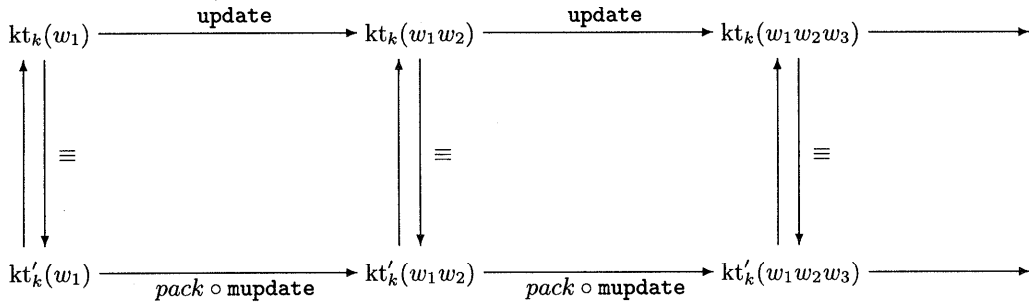 update update
kt_k(w_1) kt_k(w_1w_2) kt_k(w_1w_2w_3)
≡ ≡ ≡
kt'_k(w_1) kt'_k(w_1w_2) kt'_k(w_1w_2w_3)
pack ∘ mupdate pack ∘ mupdate